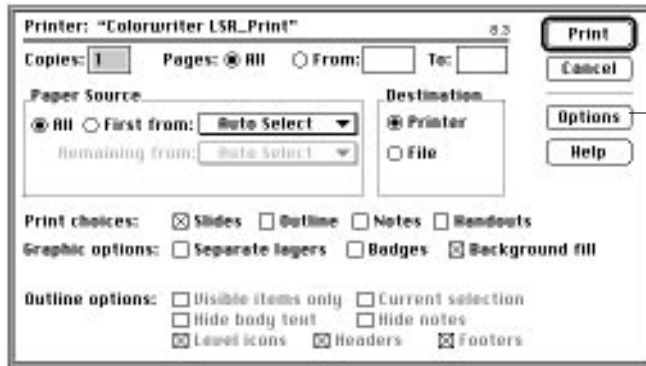 Printer: "Colorwriter LSR_Print" 8.3
Print
Copies: 1 Pages: All From: To:
Cancel
Paper Source
Destination
All First from: Auto Select
Printer
Options
Remaining from: Auto Select
File
Help
Print choices: Slides Outline Notes Handouts
Graphic options: Separate layers Badges Background fill
Outline options: Visible items only Current selection
Hide body text Hide notes
Level icons Headers Footers